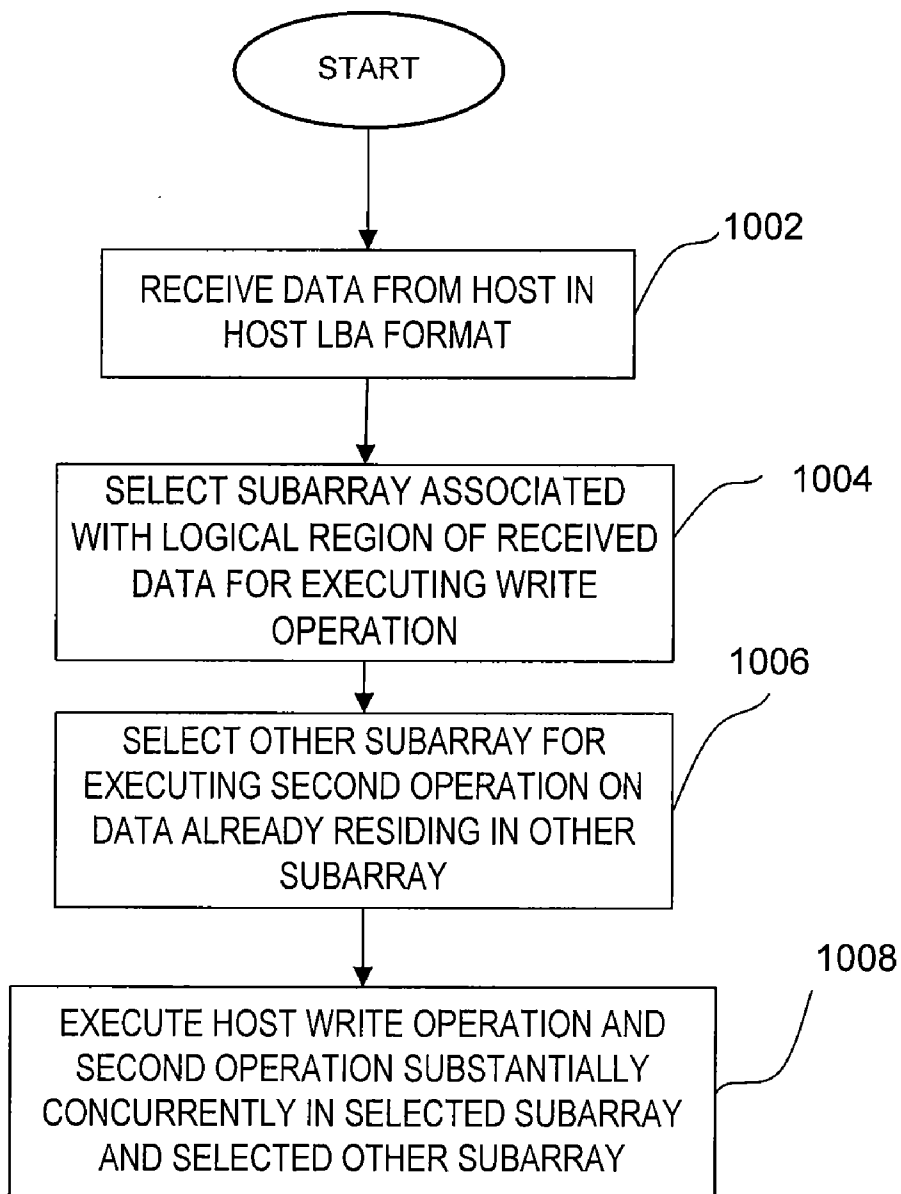 START
1002
RECEIVE DATA FROM HOST IN
HOST LBA FORMAT
1004
SELECT SUBARRAY ASSOCIATED
WITH LOGICAL REGION OF RECEIVED
DATA FOR EXECUTING WRITE
OPERATION
1006
SELECT OTHER SUBARRAY FOR
EXECUTING SECOND OPERATION ON
DATA ALREADY RESIDING IN OTHER
SUBARRAY
1008
EXECUTE HOST WRITE OPERATION AND
SECOND OPERATION SUBSTANTIALLY
CONCURRENTLY IN SELECTED SUBARRAY
AND SELECTED OTHER SUBARRAY